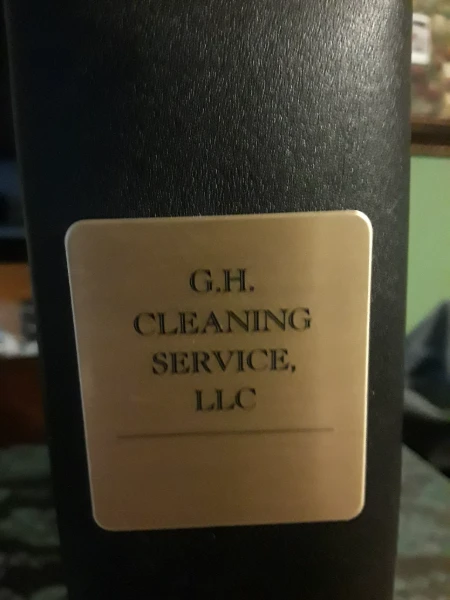 G.H.
CLEANING
SERVICE,
LLC